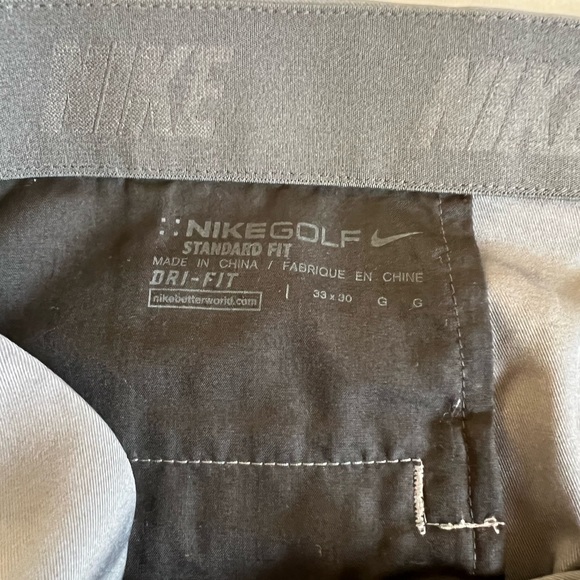 NIKE NIKE
::NIKEGOLF
STANDARD FIT
MADE IN CHINA / FABRIQUE EN CHINE
DRI-FIT
nikebetterworld.com | 33 x 30 G G